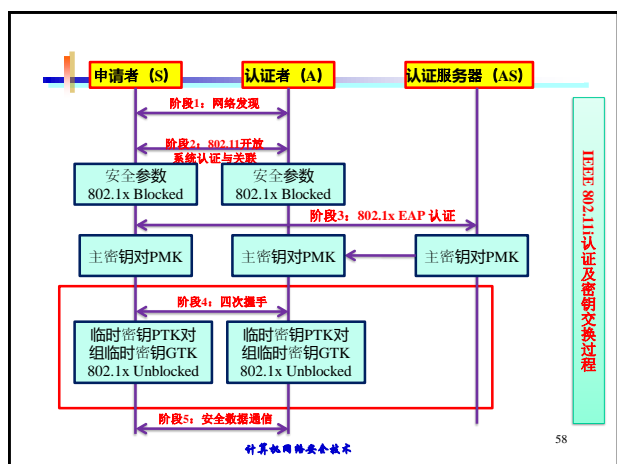 申请者（S）
认证者（A）
认证服务器（AS）
阶段1：网络发现
阶段2：802.11开放
系统认证与关联
安全参数
802.1x Blocked
安全参数
802.1x Blocked
阶段3：802.1x EAP 认证
主密钥对PMK
主密钥对PMK
主密钥对PMK
阶段4：四次握手
临时密钥PTK对
组临时密钥GTK
802.1x Unblocked
临时密钥PTK对
组临时密钥GTK
802.1x Unblocked
阶段5：安全数据通信
IEEE 802.11i认证及密钥交换过程
计算机网络安全技术
58